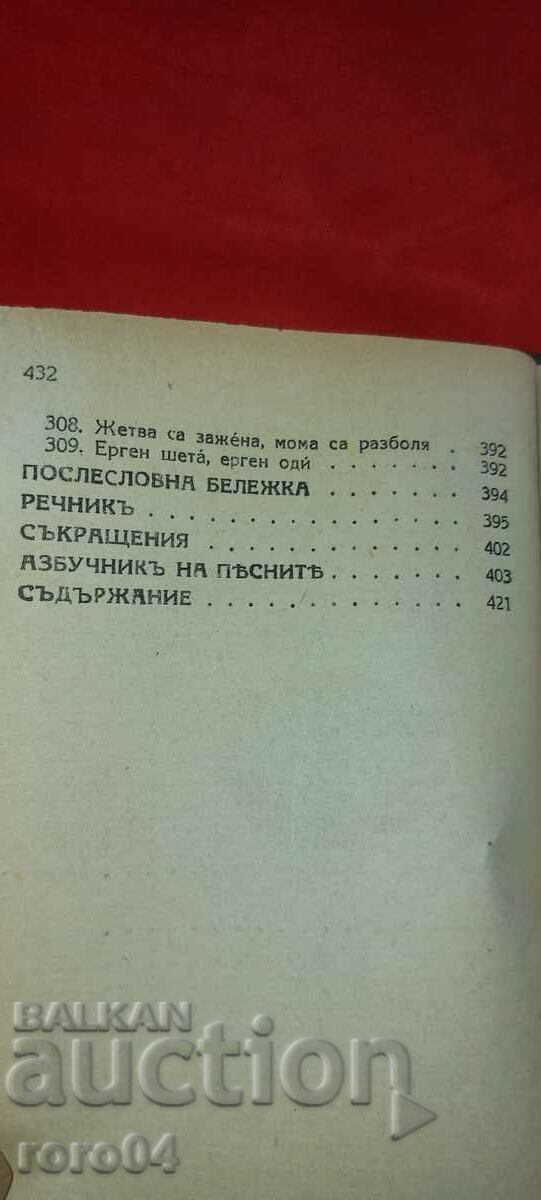 432
308. Жетва са зажéна, мома са разболя . 392
309. Ерген шетá, ерген оди́ . . . . . . . 392
ПОСЛЕСЛОВНА БЕЛЕЖКА . . . . . . . 394
РЕЧНИКЪ . . . . . . . . . . . . . 395
СЪКРАЩЕНИЯ . . . . . . . . . . . 402
АЗБУЧНИКЪ НА ПѢСНИТѢ . . . . . . 403
СЪДЪРЖАНИЕ . . . . . . . . . . . 421
BALKAN
auction
roro04